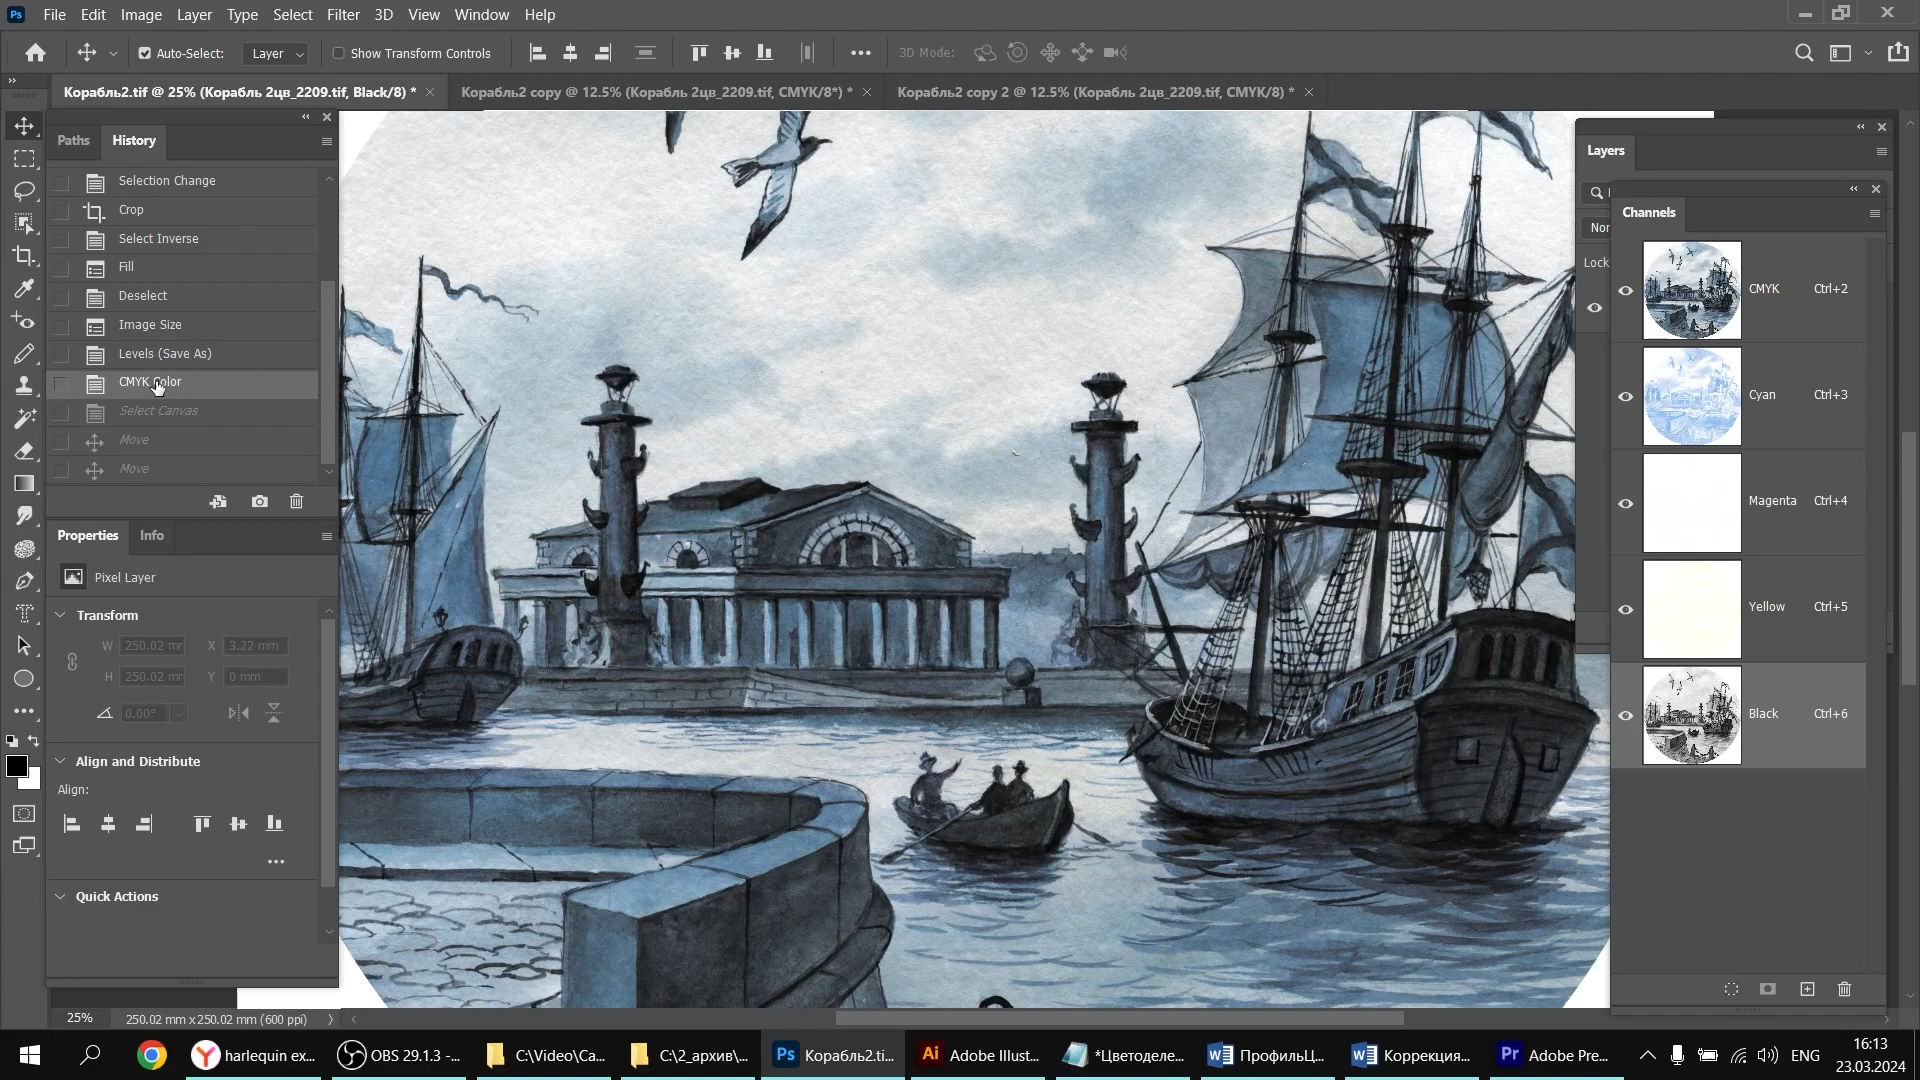 Ps File Edit Image Layer Type Select Filter 3D View Window Help
Auto-Select: Layer Show Transform Controls 3D Mode:
Корабль2.tif @ 25% (Корабль 2цв_2209.tif, Black/8) * Корабль2 copy @ 12.5% (Корабль 2цв_2209.tif, CMYK/8*) * Корабль2 copy 2 @ 12.5% (Корабль 2цв_2209.tif, CMYK/8) *
Paths History
Selection Change
Crop
Select Inverse
Fill
Deselect
Image Size
Levels (Save As)
CMYK Color
Select Canvas
Move
Move
Properties Info
Pixel Layer
Transform
W 250.02 mr X 3.22 mm
H 250.02 mr Y 0 mm
0.00°
Align and Distribute
Align:
Quick Actions
Layers
Nor
Lock
Channels
CMYK Ctrl+2
Cyan Ctrl+3
Magenta Ctrl+4
Yellow Ctrl+5
Black Ctrl+6
25% 250.02 mm x 250.02 mm (600 ppi)
harlequin ex... OBS 29.1.3 -... C:\Video\Ca... C:\2_архив\... Ps Корабль2.ti... Ai Adobe Illust... *Цветоделе... ПрофильЦ... Коррекция... Pr Adobe Pre... ENG 16:13
23.03.2024